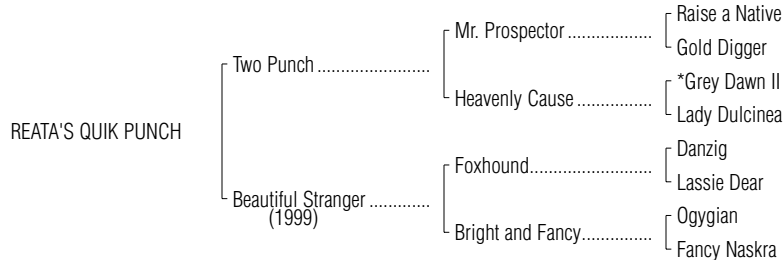 Raise a Native
Mr. Prospector .................
Gold Digger
Two Punch .......................
*Grey Dawn II
Heavenly Cause ...............
Lady Dulcinea
REATA'S QUIK PUNCH
Danzig
Foxhound.........................
Lassie Dear
Beautiful Stranger .............
(1999)
Ogygian
Bright and Fancy..............
Fancy Naskra